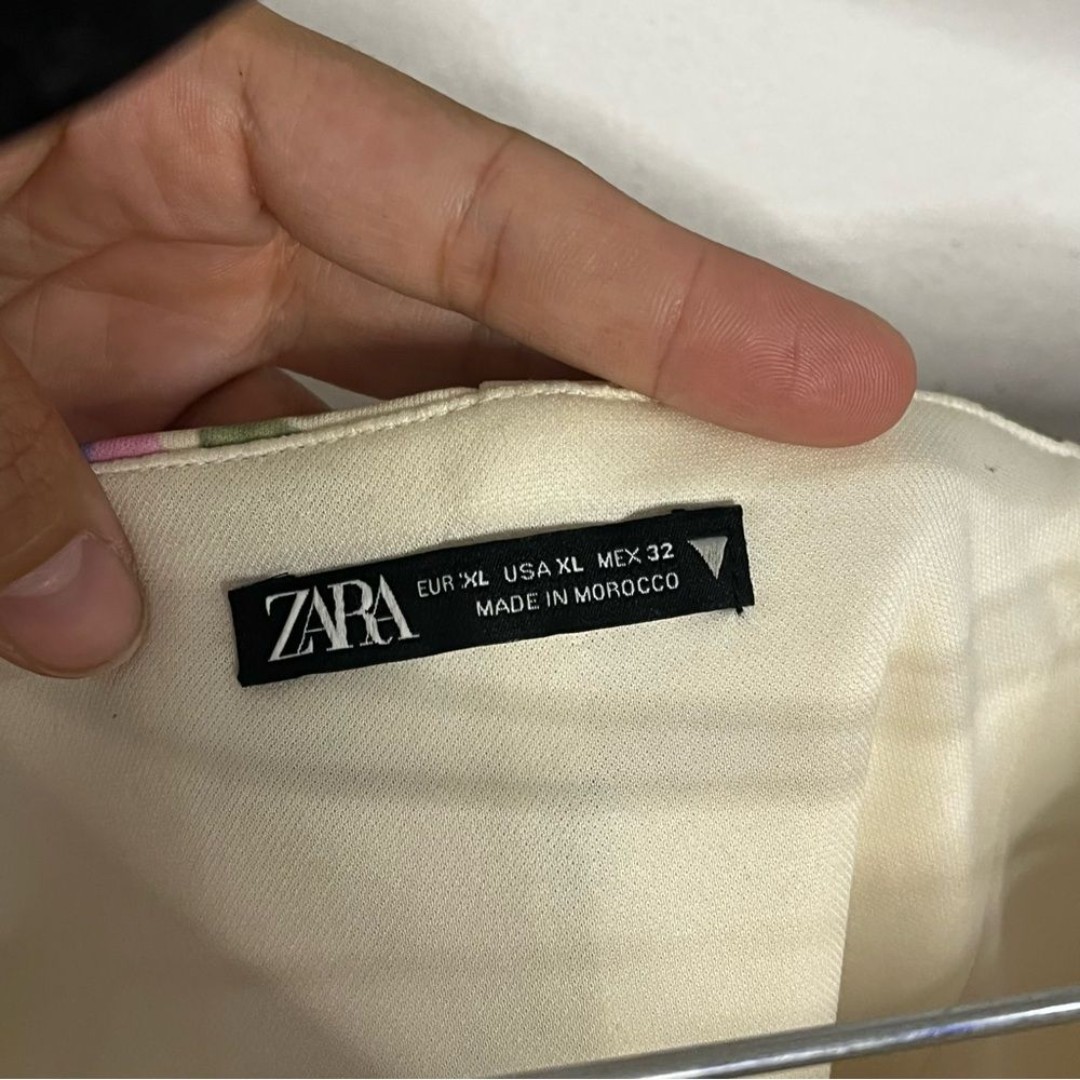 ZARA
EUR XL USA XL MEX 32
MADE IN MOROCCO